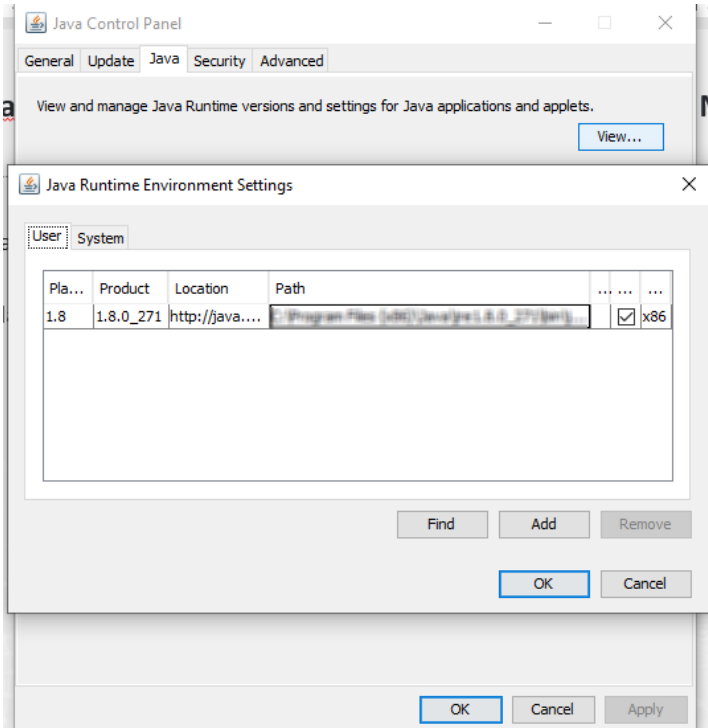 Java Control Panel
General Update Java Security Advanced
View and manage Java Runtime versions and settings for Java applications and applets.
View...
Java Runtime Environment Settings
User System
Pla... Product Location Path ... ... ...
1.8 1.8.0_271 http://java.... x86
Find Add Remove
OK Cancel
OK Cancel Apply